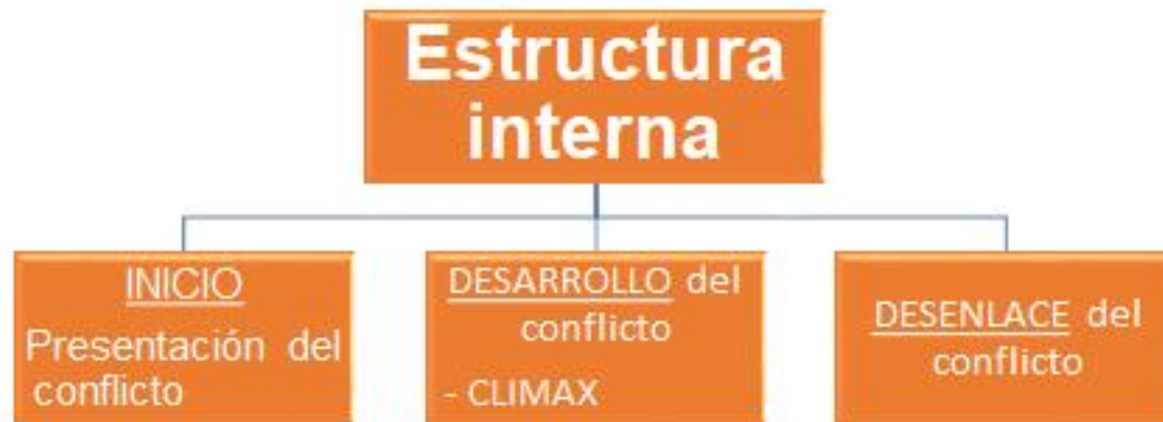 Estructura
interna
INICIO
Presentación del
conflicto
DESARROLLO del
conflicto
- CLIMAX
DESENLACE del
conflicto